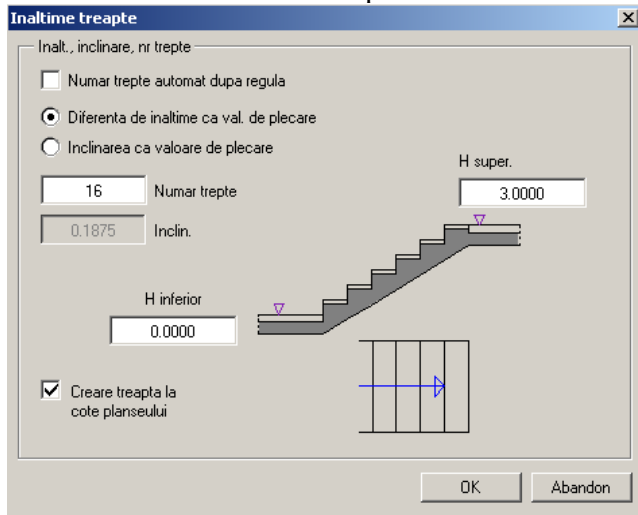 Inaltime treapte
Inalt., inclinare, nr trepte
Numar trepte automat dupa regula
Diferenta de inaltime ca val. de plecare
Inclinarea ca valoare de plecare
H super.
16 Numar trepte 3.0000
0.1875 Inclin.
H inferior
0.0000
Creare treapta la
cote planseului
OK Abandon